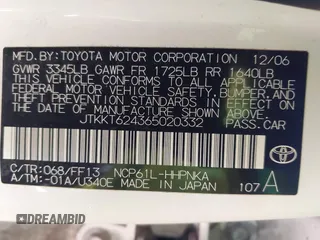 MFD.BY: TOYOTA MOTOR CORPORATION 12/06
GVWR 3345LB GAWR FR 1725LB RR 1640LB
THIS VEHICLE CONFORMS TO ALL APPLICABLE
FEDERAL MOTOR VEHICLE SAFETY,
BUMPER, AND THEFT PREVENTION STANDARDS
IN EFFECT ON THE DATE OF MANUFACTURE
SHOWN ABOVE.
JTKKT624365020332 PASS.CAR
C/TR:068/FF13 NCP61L-HHPNKA
A/TM:-01A/U340E MADE IN JAPAN 107A
TOYOTA
DREAMBID